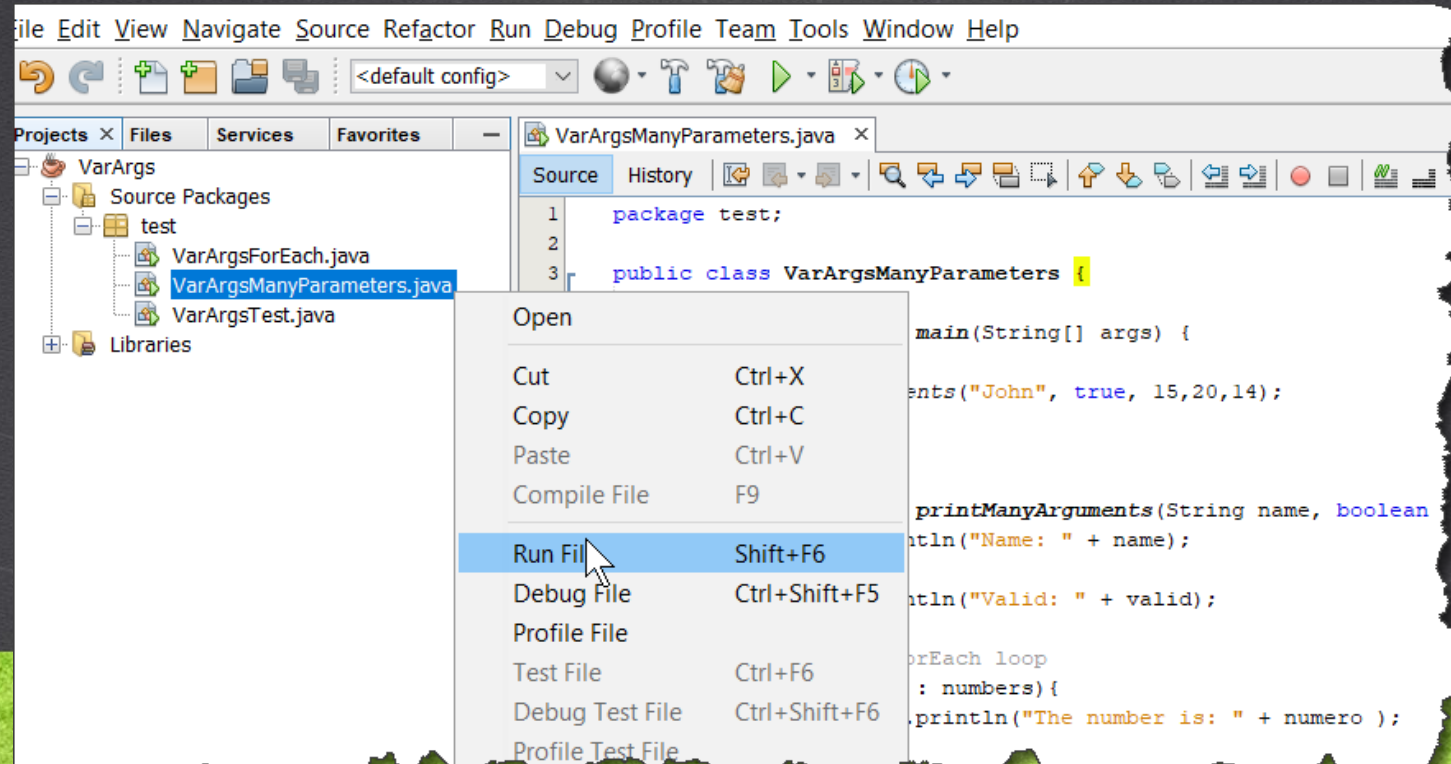 File Edit View Navigate Source Refactor Run Debug Profile Team Tools Window Help
<default config>
Projects × Files Services Favorites
VarArgs
Source Packages
test
VarArgsForEach.java
VarArgsManyParameters.java
VarArgsTest.java
Libraries
VarArgsManyParameters.java ×
Source History
1 package test;
2
3 public class VarArgsManyParameters {
main(String[] args) {
ents("John", true, 15,20,14);
printManyArguments(String name, boolean
ntln("Name: " + name);
ntln("Valid: " + valid);
orEach loop
: numbers){
.println("The number is: " + numero );
Open
Cut Ctrl+X
Copy Ctrl+C
Paste Ctrl+V
Compile File F9
Run File Shift+F6
Debug File Ctrl+Shift+F5
Profile File
Test File Ctrl+F6
Debug Test File Ctrl+Shift+F6
Profile Test File